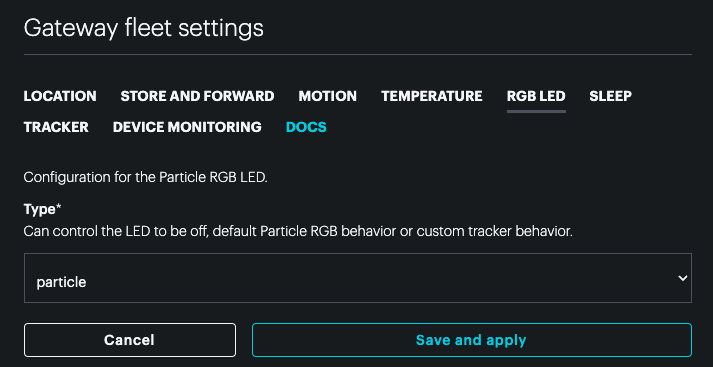 Gateway fleet settings
LOCATION STORE AND FORWARD MOTION TEMPERATURE RGB LED SLEEP
TRACKER DEVICE MONITORING DOCS
Configuration for the Particle RGB LED.
Type*
Can control the LED to be off, default Particle RGB behavior or custom tracker behavior.
particle
Cancel Save and apply